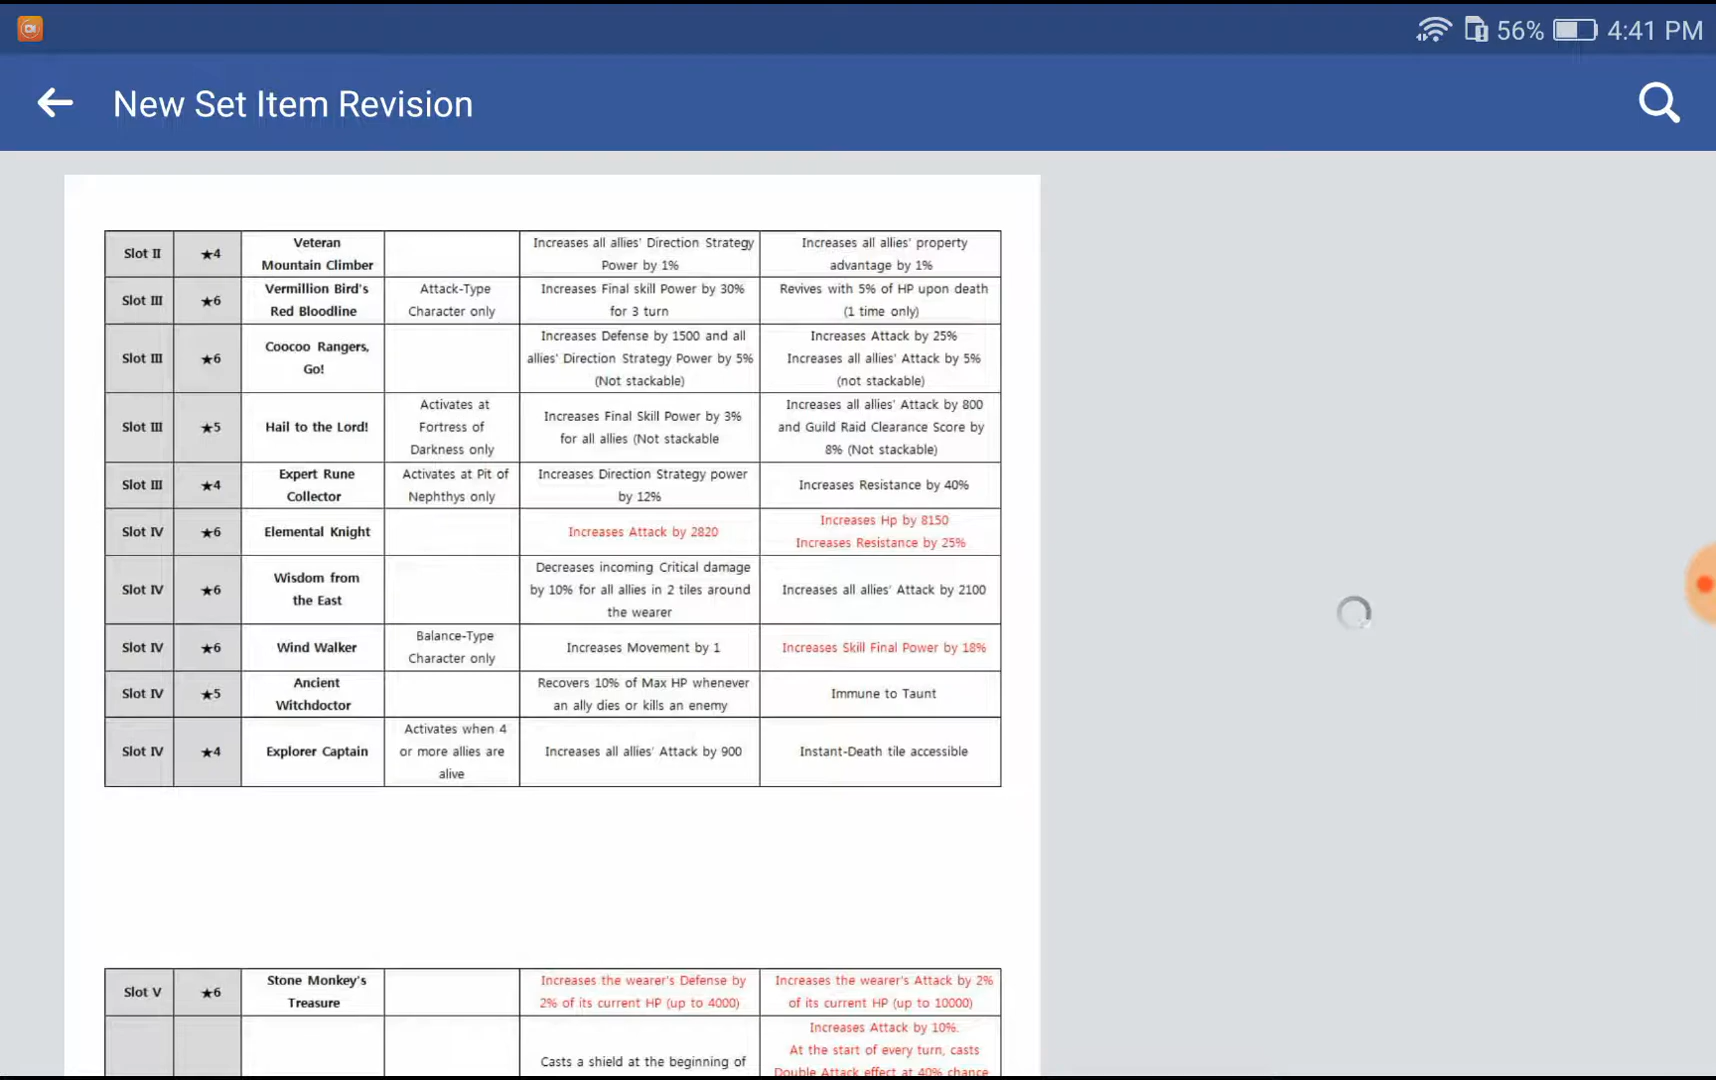 56% 4:41 PM
New Set Item Revision
Slot II ★4 Veteran Mountain Climber Increases all allies' Direction Strategy Power by 1% Increases all allies' property advantage by 1%
Slot III ★6 Vermillion Bird's Red Bloodline Attack-Type Character only Increases Final skill Power by 30% for 3 turn Revives with 5% of HP upon death (1 time only)
Slot III ★6 Coocoo Rangers, Go! Increases Defense by 1500 and all allies' Direction Strategy Power by 5% (Not stackable) Increases Attack by 25% Increases all allies' Attack by 5% (not stackable)
Slot III ★5 Hail to the Lord! Activates at Fortress of Darkness only Increases Final Skill Power by 3% for all allies (Not stackable Increases all allies' Attack by 800 and Guild Raid Clearance Score by 8% (Not stackable)
Slot III ★4 Expert Rune Collector Activates at Pit of Nephthys only Increases Direction Strategy power by 12% Increases Resistance by 40%
Slot IV ★6 Elemental Knight Increases Attack by 2820 Increases Hp by 8150 Increases Resistance by 25%
Slot IV ★6 Wisdom from the East Decreases incoming Critical damage by 10% for all allies in 2 tiles around the wearer Increases all allies' Attack by 2100
Slot IV ★6 Wind Walker Balance-Type Character only Increases Movement by 1 Increases Skill Final Power by 18%
Slot IV ★5 Ancient Witchdoctor Recovers 10% of Max HP whenever an ally dies or kills an enemy Immune to Taunt
Slot IV ★4 Explorer Captain Activates when 4 or more allies are alive Increases all allies' Attack by 900 Instant-Death tile accessible
Slot V ★6 Stone Monkey's Treasure Increases the wearer's Defense by 2% of its current HP (up to 4000) Increases the wearer's Attack by 2% of its current HP (up to 10000)
Casts a shield at the beginning of Increases Attack by 10%. At the start of every turn, casts Double Attack effect at 40% chance